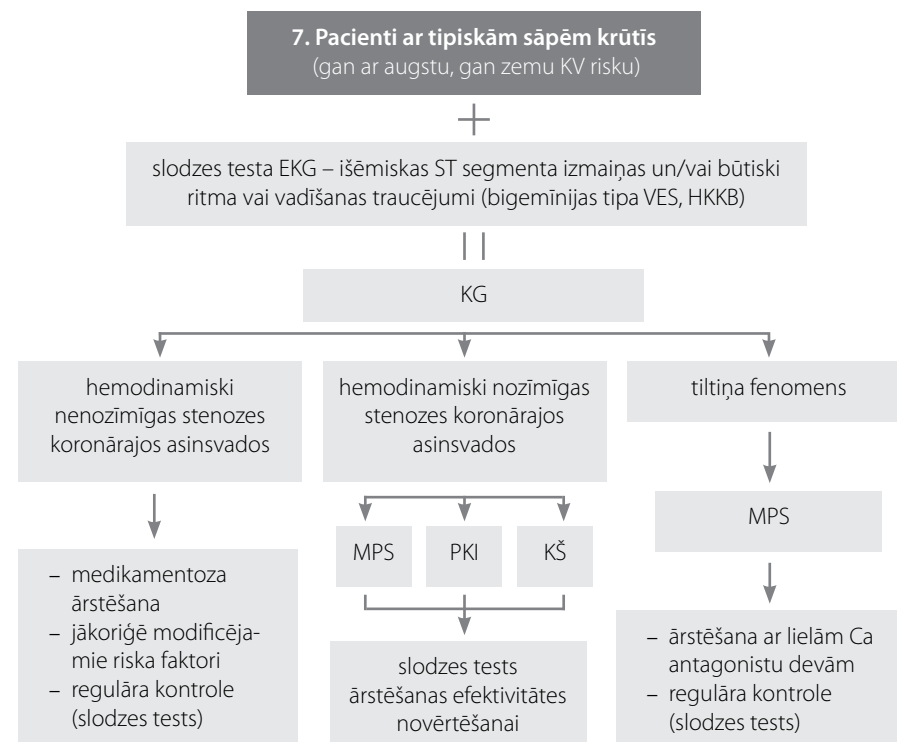 7. Pacienti ar tipiskām sāpēm krūtīs
(gan ar augstu, gan zemu KV risku)
slodzes testa EKG – išēmiskas ST segmenta izmaiņas un/vai būtiski
ritma vai vadīšanas traucējumi (bigemīnijas tipa VES, HKKB)
KG
hemodinamiski
nenozīmīgas stenozes
koronārajos asinsvados
hemodinamiski nozīmīgas
stenozes koronārajos
asinsvados
tiltiņa fenomens
– medikamentoza
ārstēšana
– jākoriģē modificēja-
mie riska faktori
– regulāra kontrole
(slodzes tests)
MPS
PKI
KŠ
slodzes tests
ārstēšanas efektivitātes
novērtēšanai
MPS
– ārstēšana ar lielām Ca
antagonistu devām
– regulāra kontrole
(slodzes tests)